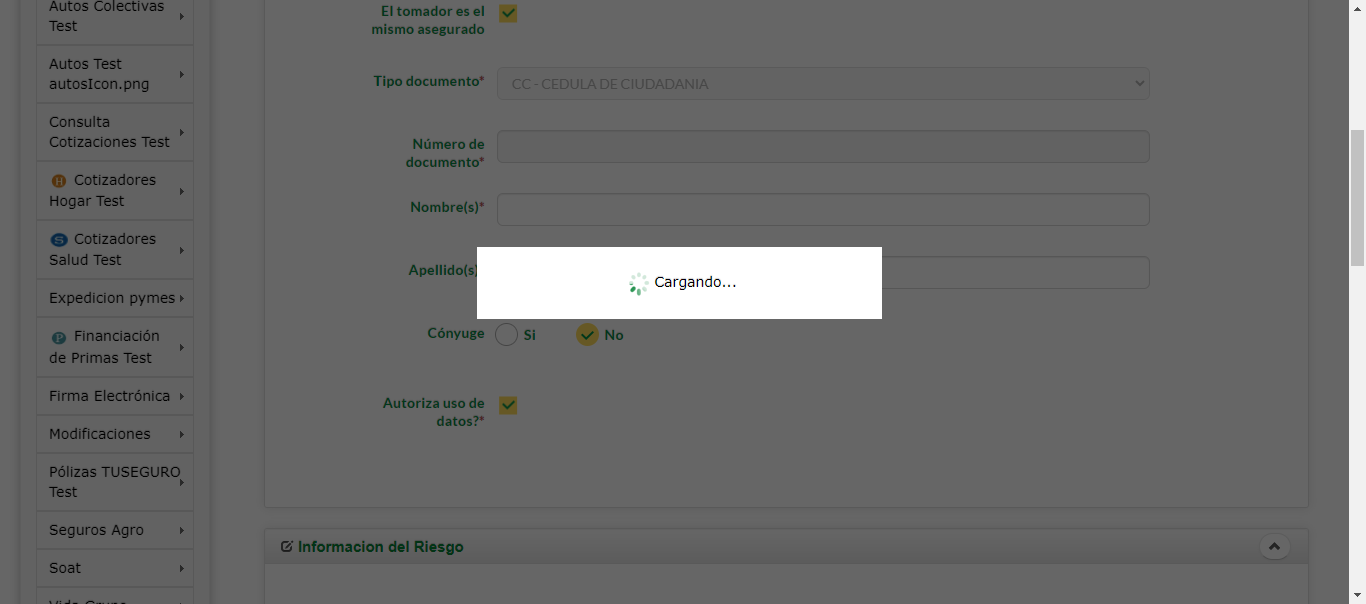 Autos Colectivas
Test
Autos Test
autosIcon.png
Consulta
Cotizaciones Test
H Cotizadores
Hogar Test
S Cotizadores
Salud Test
Expedicion pymes
P Financiación
de Primas Test
Firma Electrónica
Modificaciones
Pólizas TUSEGURO
Test
Seguros Agro
Soat
Vida Grupo
El tomador es el
mismo asegurado
Tipo documento*
CC - CEDULA DE CIUDADANIA
Número de
documento*
Nombre(s)*
Apellido(s)
Cargando...
Cónyuge
Si
No
Autoriza uso de
datos?*
Informacion del Riesgo